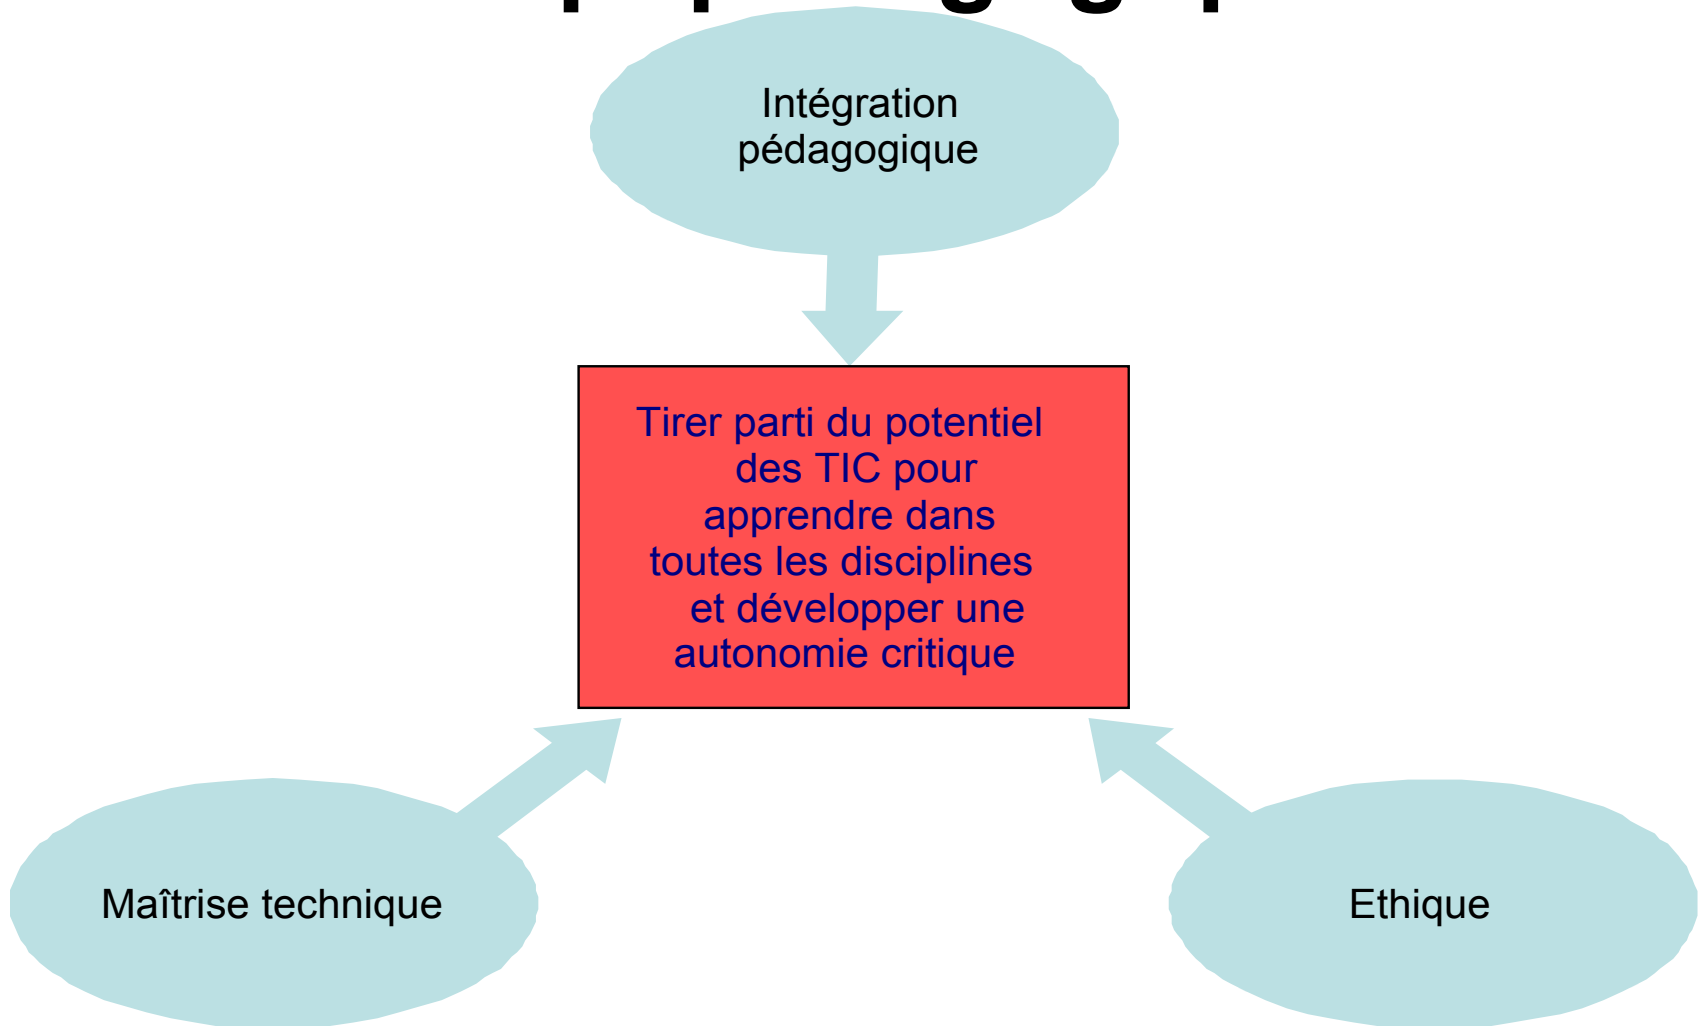 Intégration
pédagogique
Tirer parti du potentiel
des TIC pour
apprendre dans
toutes les disciplines
et développer une
autonomie critique
Maîtrise technique
Ethique